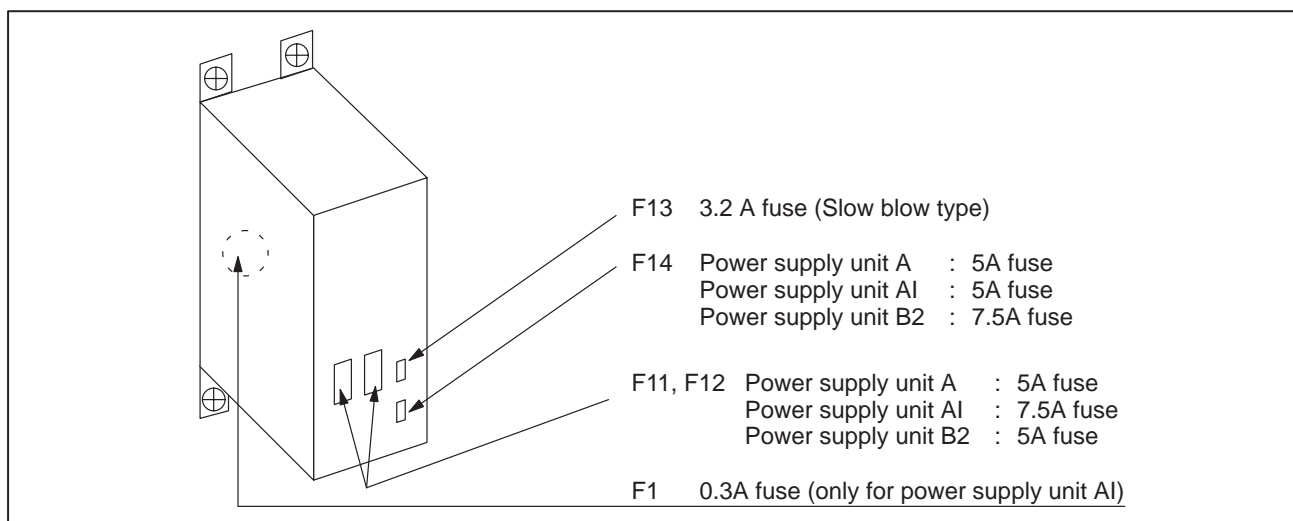 F13 3.2 A fuse (Slow blow type)
F14 Power supply unit A : 5A fuse
Power supply unit AI : 5A fuse
Power supply unit B2 : 7.5A fuse
F11, F12 Power supply unit A : 5A fuse
Power supply unit AI : 7.5A fuse
Power supply unit B2 : 5A fuse
F1 0.3A fuse (only for power supply unit AI)